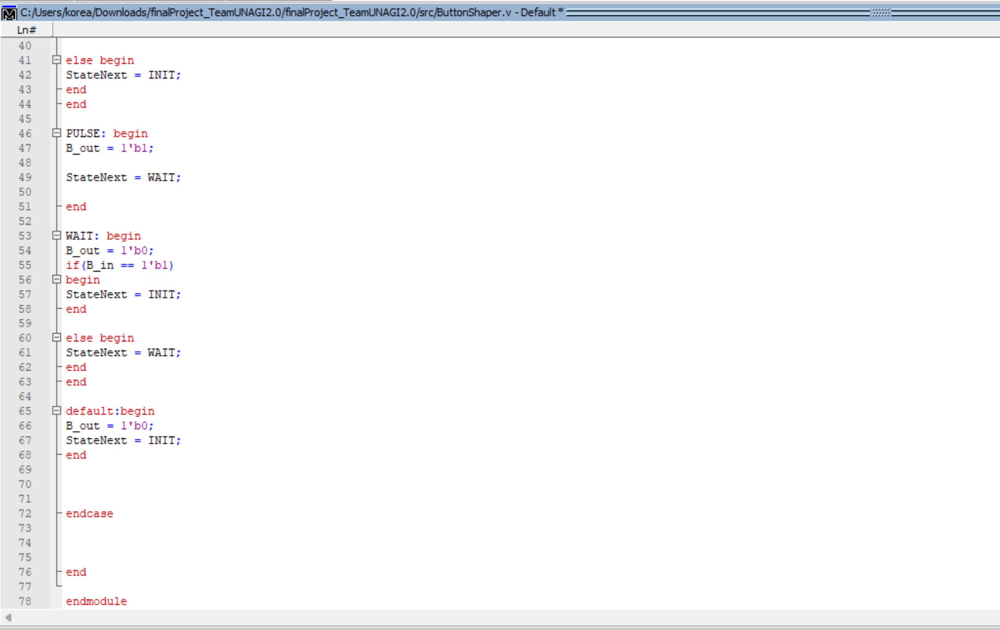 C:/Users/korea/Downloads/finalProject_TeamUNAGI2.0/finalProject_TeamUNAGI2.0/src/ButtonShaper.v - Default *
Ln#
40
41 else begin
42 StateNext = INIT;
43 end
44 end
45
46 PULSE: begin
47 B_out = 1'b1;
48
49 StateNext = WAIT;
50
51 end
52
53 WAIT: begin
54 B_out = 1'b0;
55 if(B_in == 1'b1)
56 begin
57 StateNext = INIT;
58 end
59
60 else begin
61 StateNext = WAIT;
62 end
63 end
64
65 default:begin
66 B_out = 1'b0;
67 StateNext = INIT;
68 end
69
70
71
72 endcase
73
74
75
76 end
77
78 endmodule